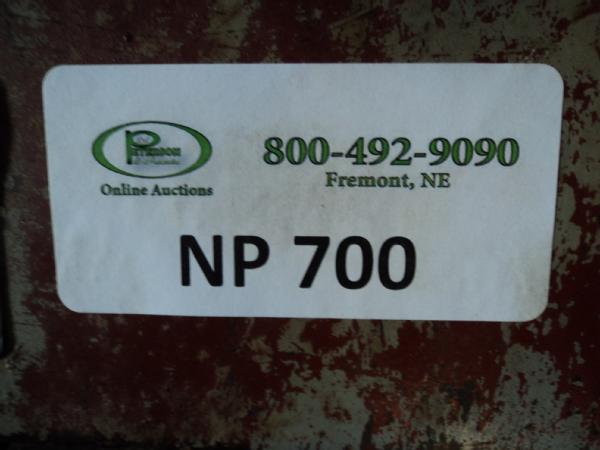 800-492-9090
Fremont, NE
Online Auctions
NP 700